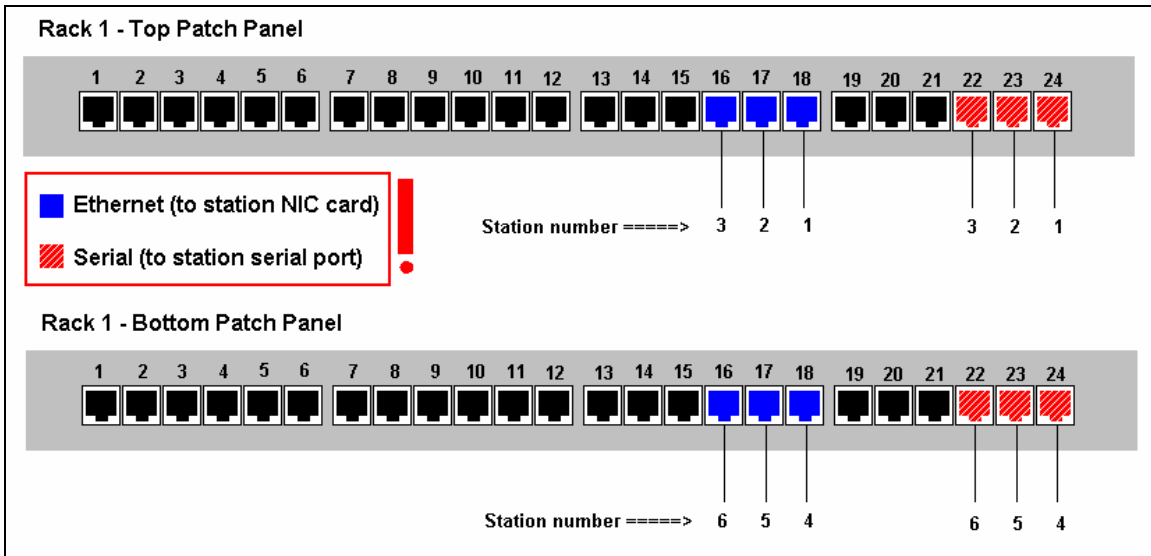 Rack 1 - Top Patch Panel
1 2 3 4 5 6 7 8 9 10 11 12 13 14 15 16 17 18 19 20 21 22 23 24
Ethernet (to station NIC card)
Serial (to station serial port)
!
Station number =====> 3 2 1 3 2 1
Rack 1 - Bottom Patch Panel
1 2 3 4 5 6 7 8 9 10 11 12 13 14 15 16 17 18 19 20 21 22 23 24
Station number =====> 6 5 4 6 5 4